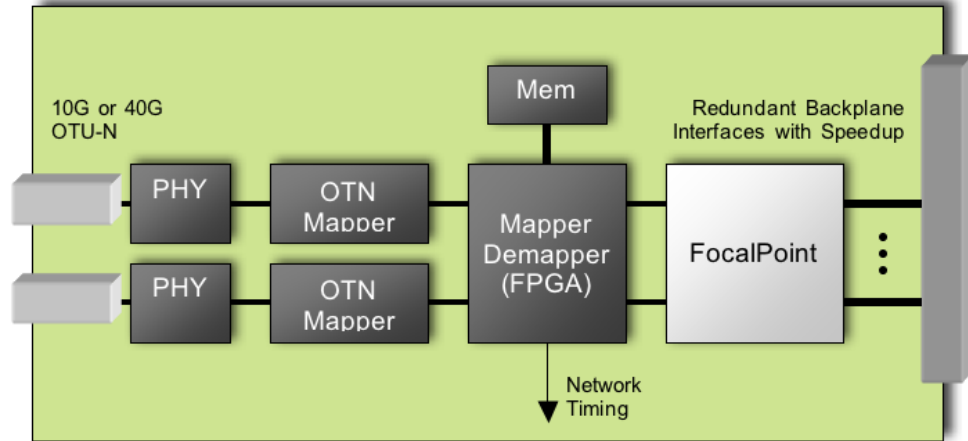 10G or 40G
OTU-N
Mem
Redundant Backplane
Interfaces with Speedup
PHY
OTN
Mapper
Mapper
Demapper
(FPGA)
FocalPoint
PHY
OTN
Mapper
Network
Timing